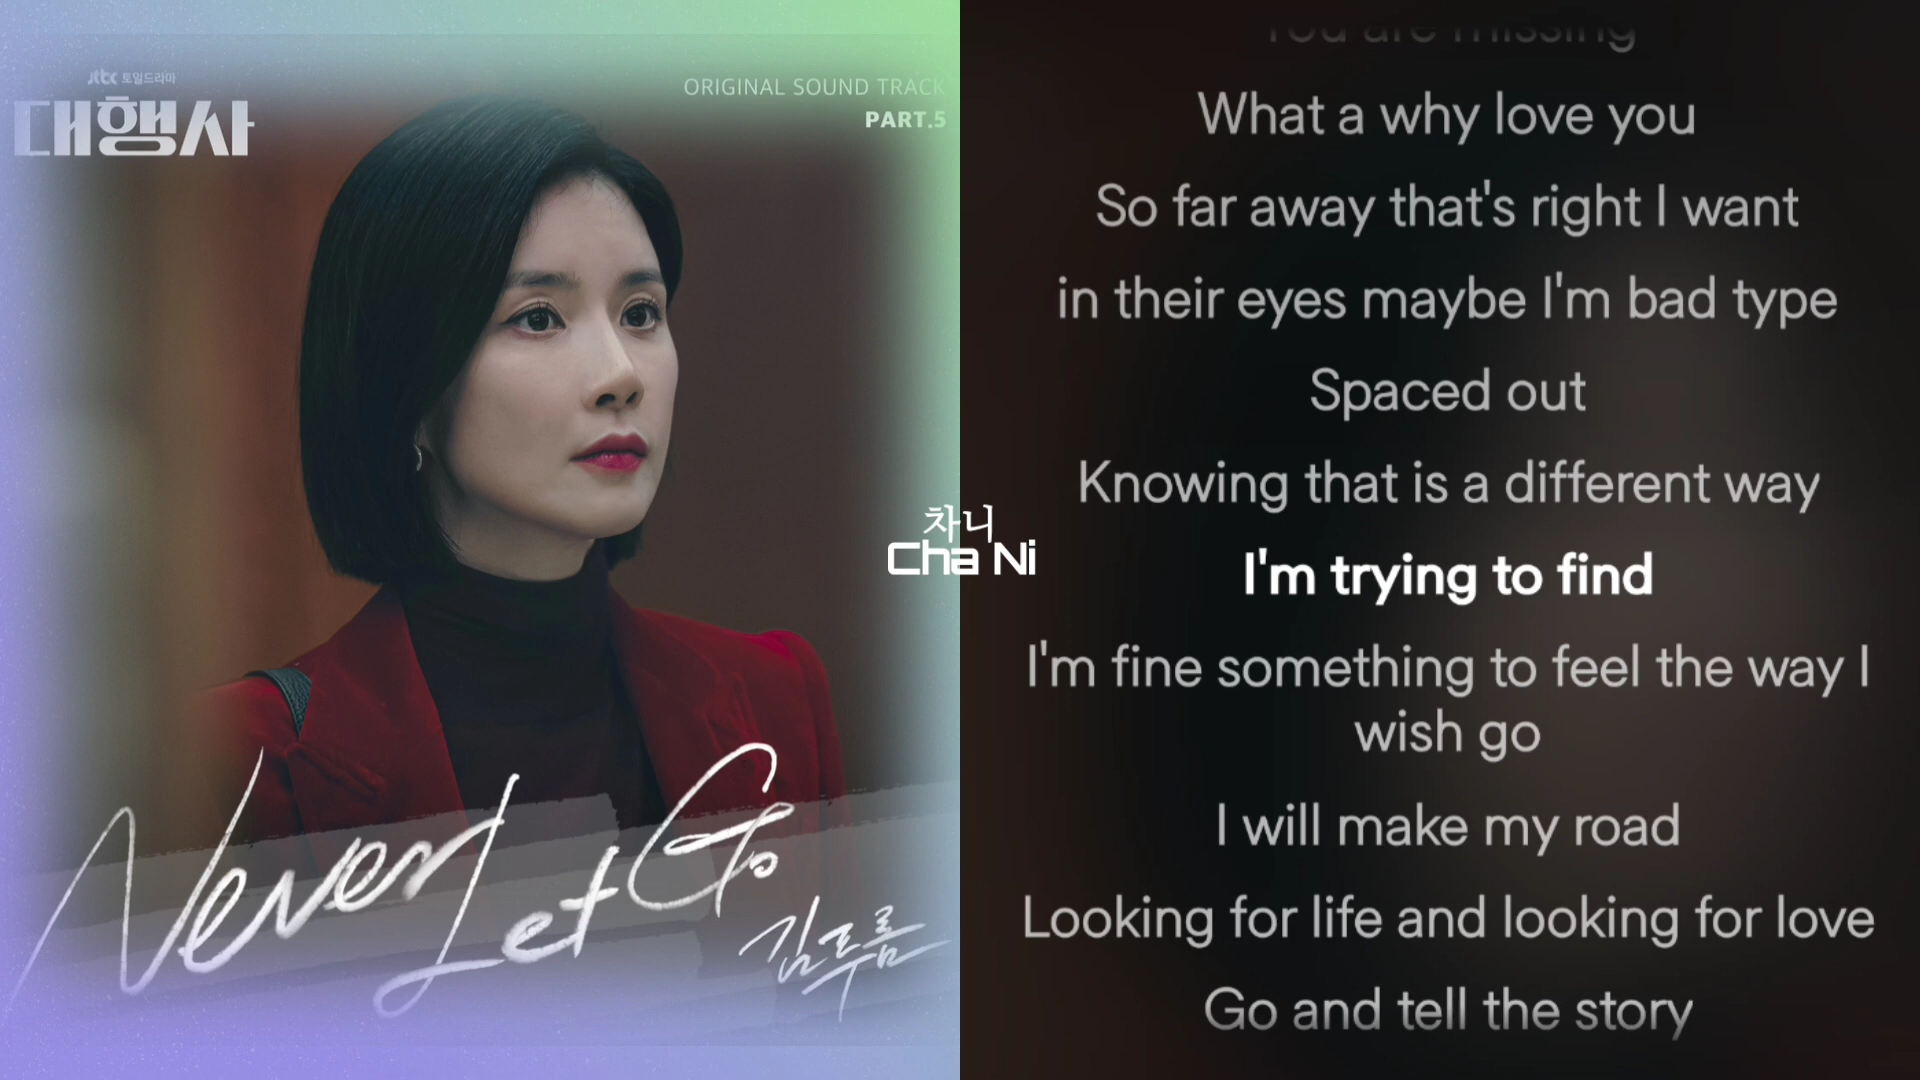 jtbc 토일드라마
대행사
ORIGINAL SOUND TRACK
PART.5
Never Let Go
김푸름
차니
Cha Ni
You are missing
What a why love you
So far away that's right I want
in their eyes maybe I'm bad type
Spaced out
Knowing that is a different way
I'm trying to find
I'm fine something to feel the way I
wish go
I will make my road
Looking for life and looking for love
Go and tell the story